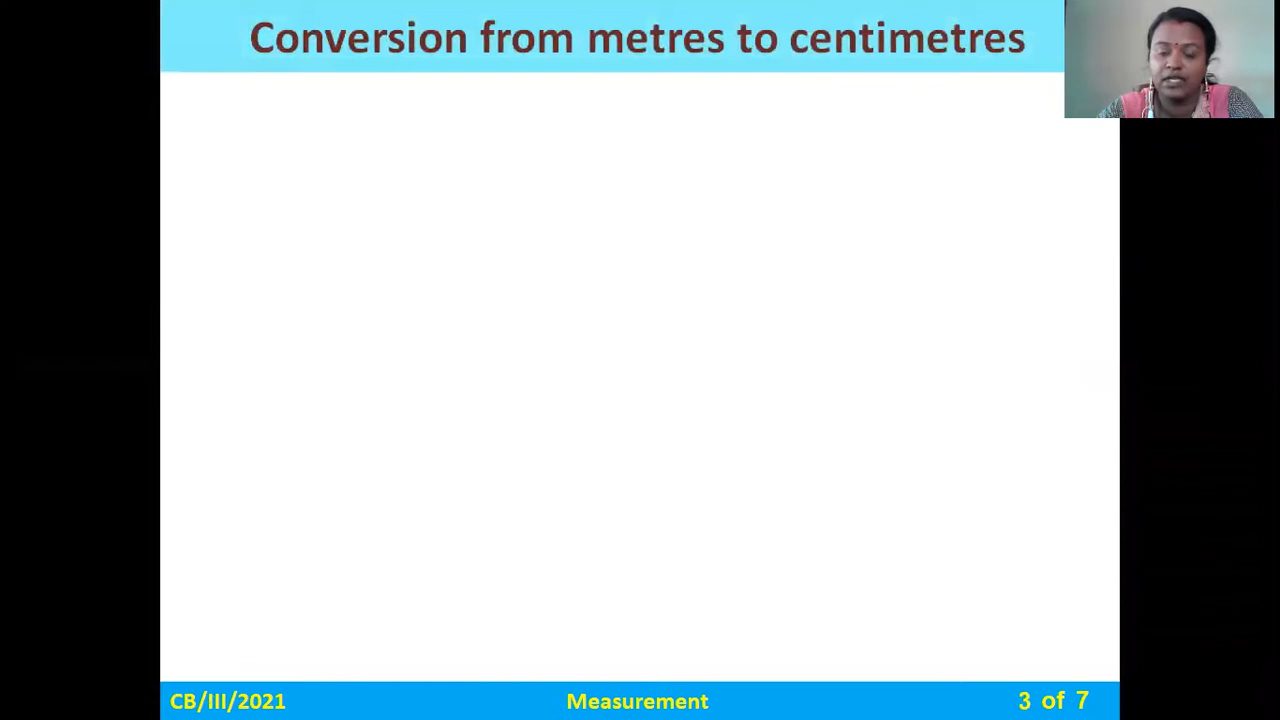 Conversion from metres to centimetres
CB/III/2021
Measurement
3 of 7